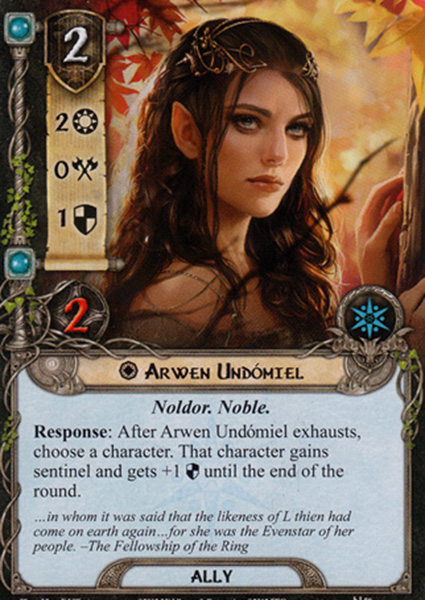 2
2
0
1
2
Arwen Undómiel
Noldor. Noble.
Response: After Arwen Undómiel exhausts,
choose a character. That character gains
sentinel and gets +1 until the end of the
round.
…in whom it was said that the likeness of L thien had
come on earth again…for she was the Evenstar of her
people. –The Fellowship of the Ring
ALLY